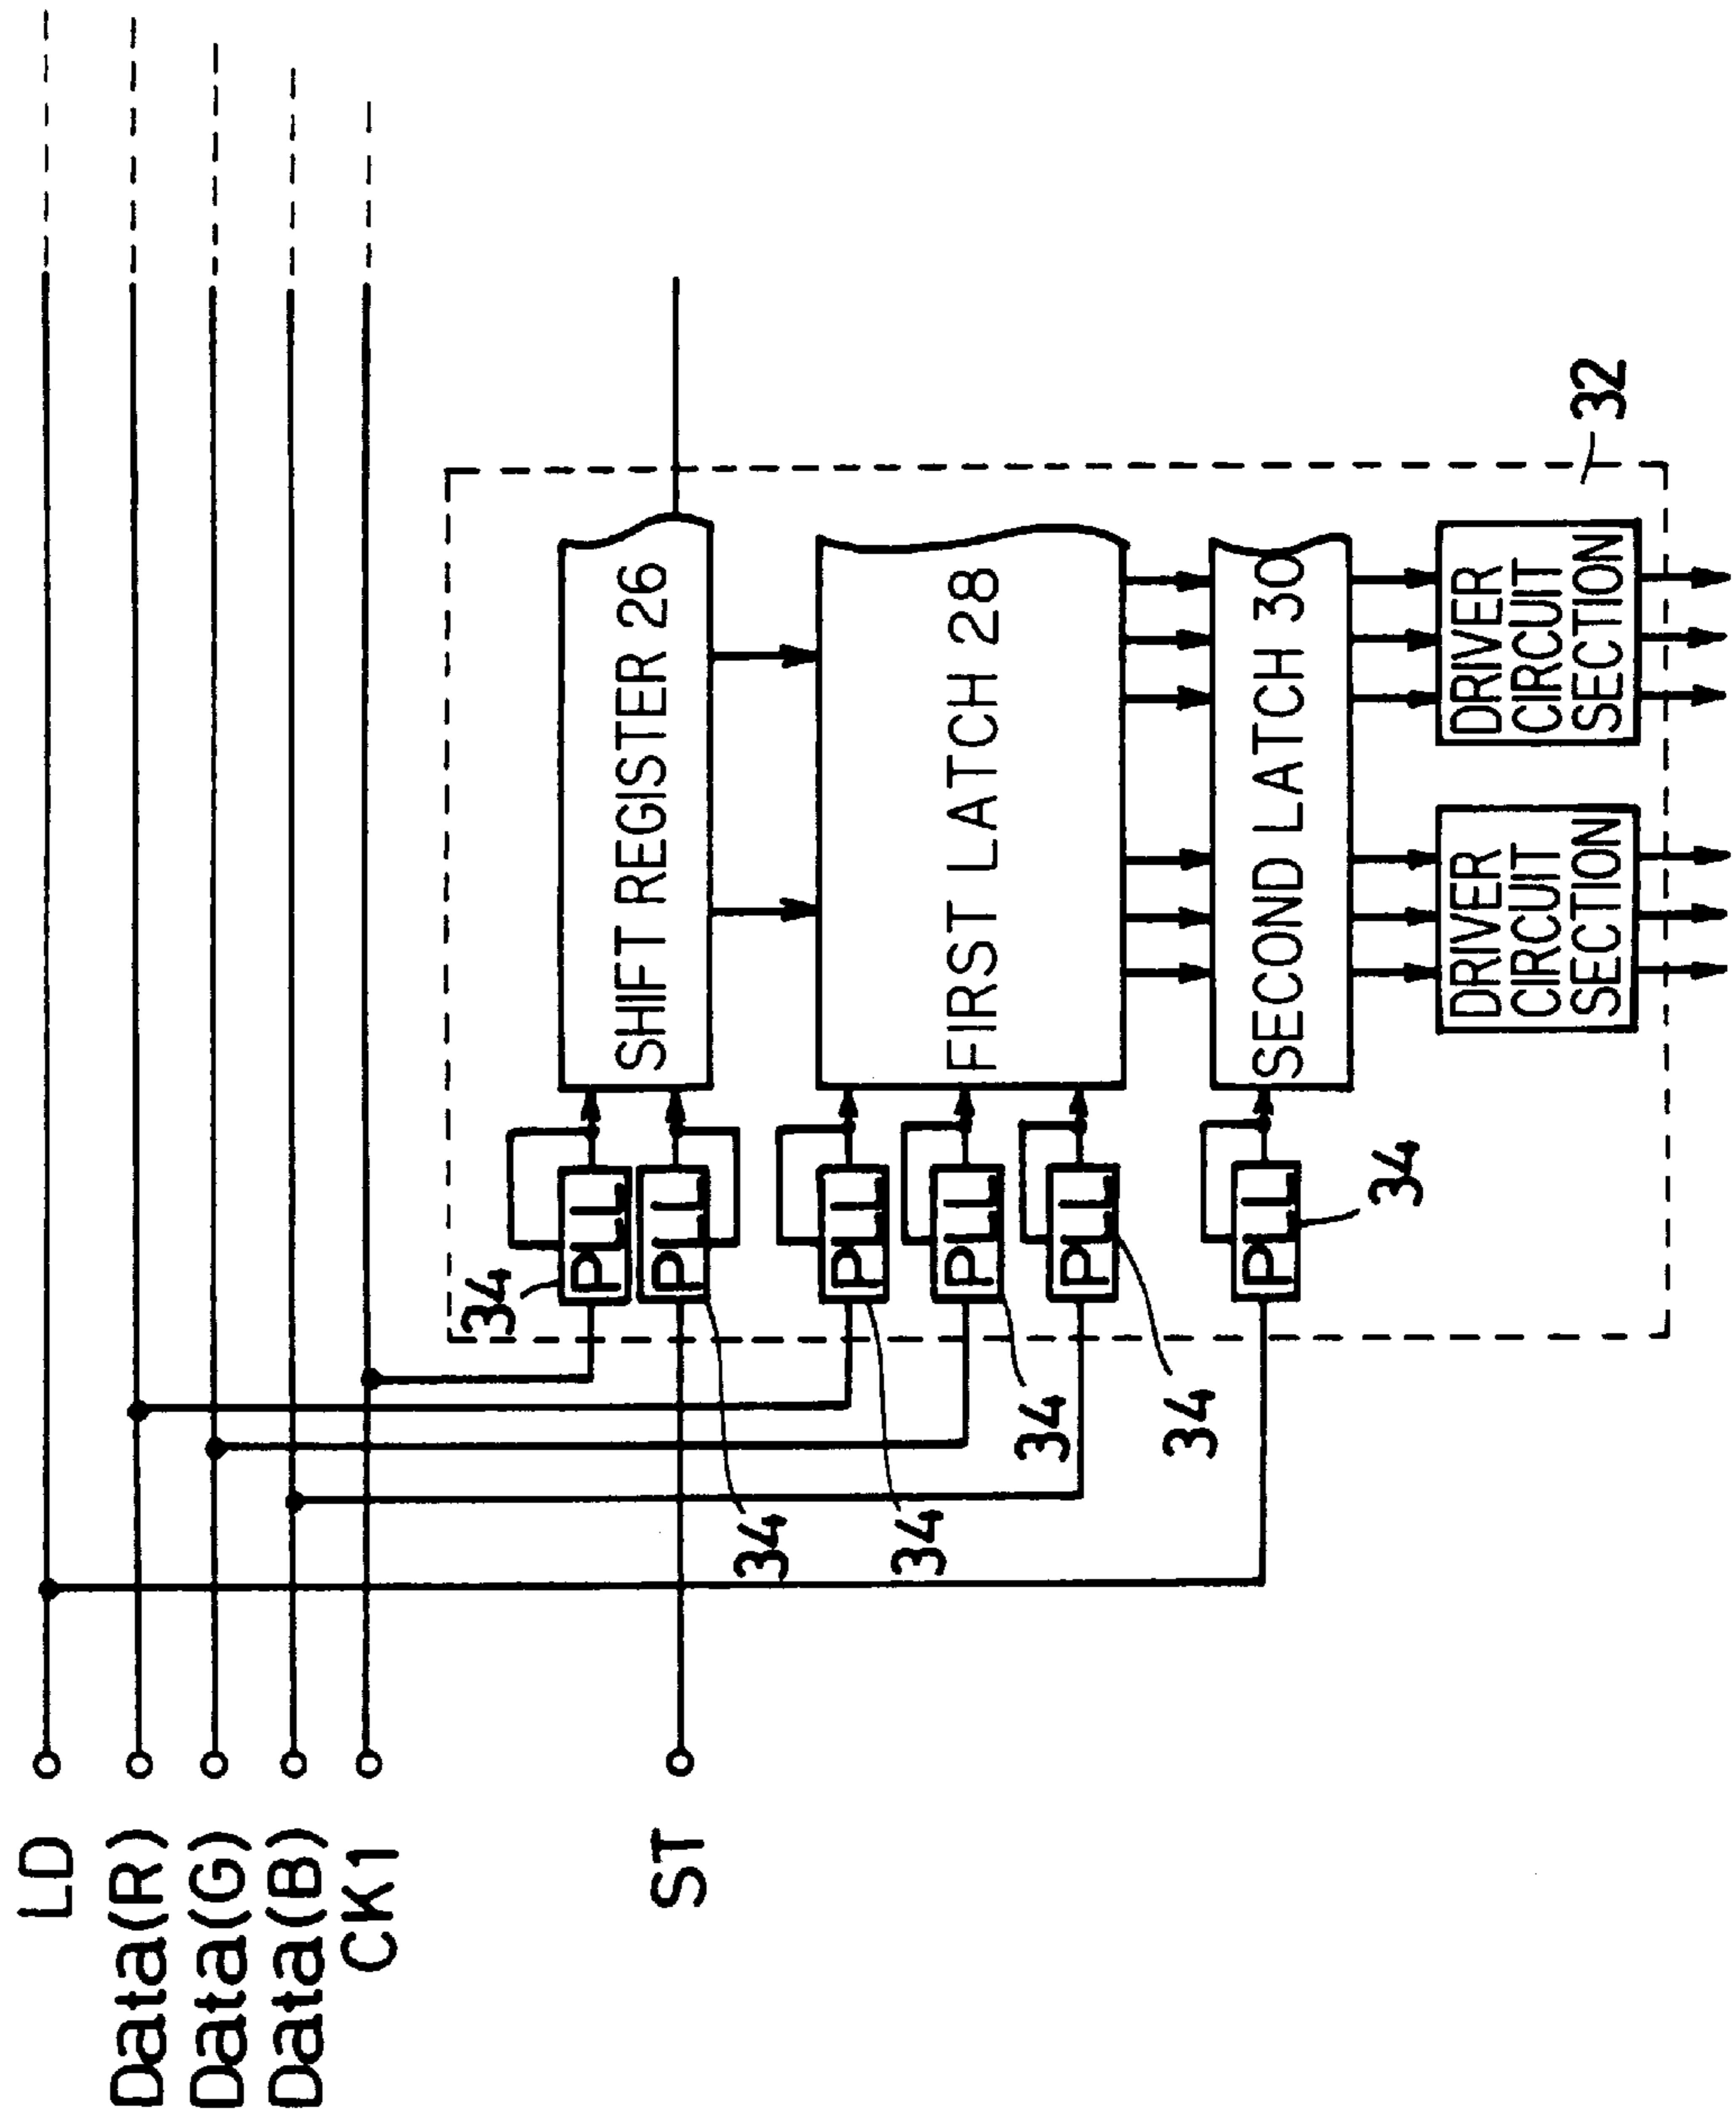 LD
Data(R)
Data(G)
Data(B)
CK1
ST
34
PLL
PLL
34
SHIFT REGISTER 26
34
PLL
PLL
PLL
34
34
FIRST LATCH 28
PLL
34
SECOND LATCH 30
DRIVER
CIRCUIT
SECTION
DRIVER
CIRCUIT
SECTION
32